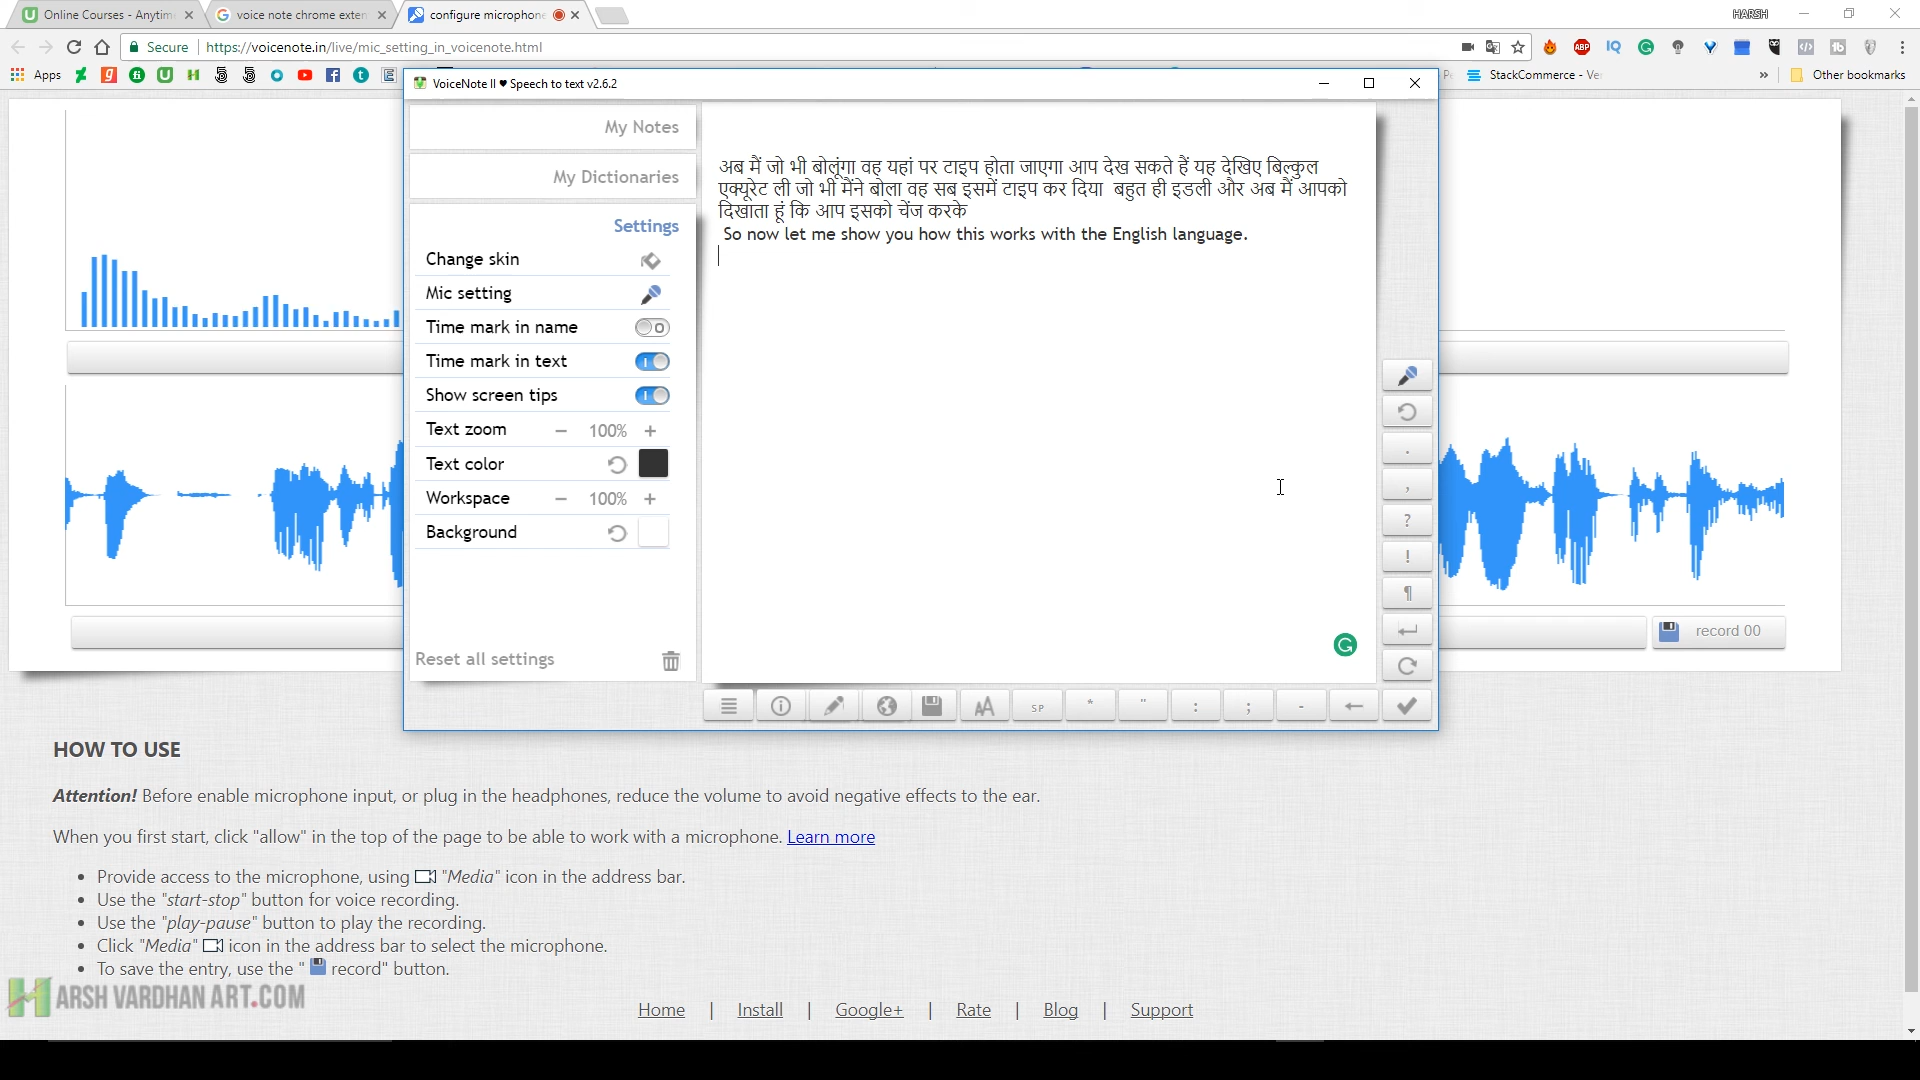 Online Courses - Anytim
voice note chrome exten
configure microphone
HARSH
Secure
https://voicenote.in/live/mic_setting_in_voicenote.html
Apps
StackCommerce - Ve
Other bookmarks
VoiceNote II ♥ Speech to text v2.6.2
My Notes
My Dictionaries
Settings
Change skin
Mic setting
Time mark in name
Time mark in text
Show screen tips
Text zoom − 100% +
Text color
Workspace − 100% +
Background
Reset all settings
अब मैं जो भी बोलूंगा वह यहां पर टाइप होता जाएगा आप देख सकते हैं यह देखिए बिल्कुल
एक्यूरेट ली जो भी मैंने बोला वह सब इसमें टाइप कर दिया बहुत ही इडली और अब मैं आपको
दिखाता हूं कि आप इसको चेंज करके
So now let me show you how this works with the English language.
.
,
?
!
¶
AA
SP
*
"
:
;
-
record 00
HOW TO USE
Attention! Before enable microphone input, or plug in the headphones, reduce the volume to avoid negative effects to the ear.
When you first start, click "allow" in the top of the page to be able to work with a microphone. Learn more
• Provide access to the microphone, using "Media" icon in the address bar.
• Use the "start-stop" button for voice recording.
• Use the "play-pause" button to play the recording.
• Click "Media" icon in the address bar to select the microphone.
• To save the entry, use the " record" button.
HARSH VARDHAN ART.COM
Home | Install | Google+ | Rate | Blog | Support